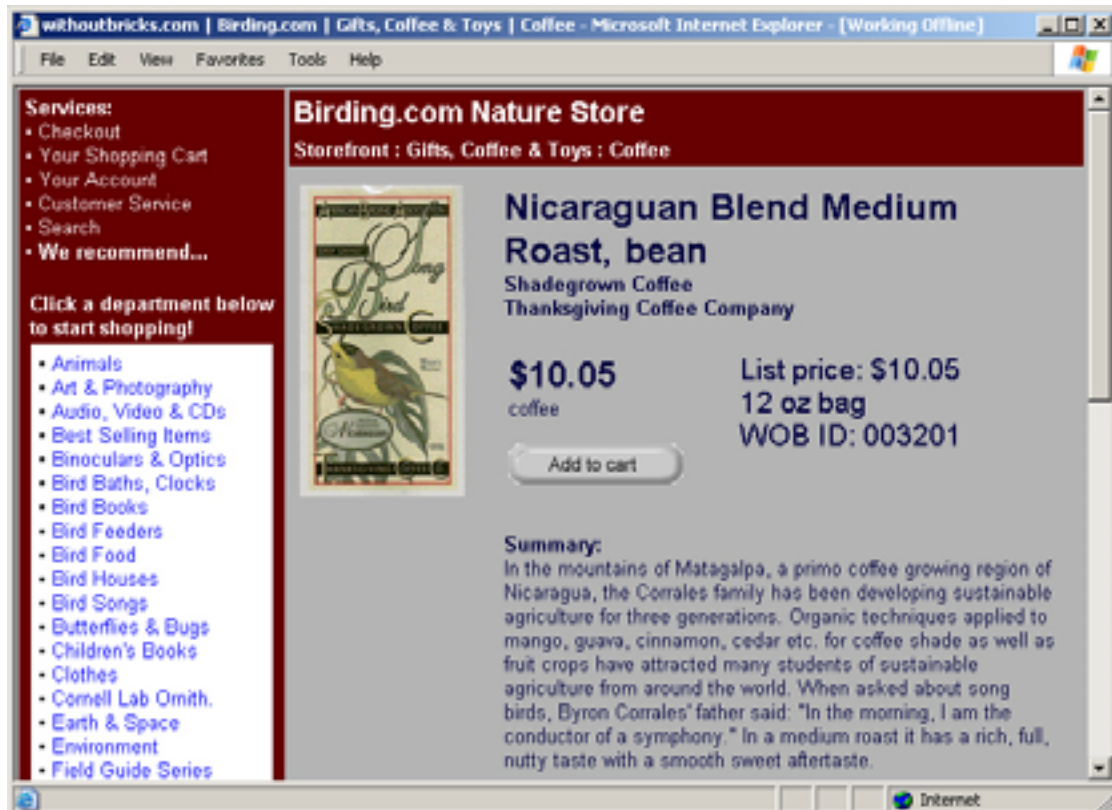 withoutbricks.com | Birding.com | Gifts, Coffee & Toys | Coffee - Microsoft Internet Explorer - [Working Offline]
File Edit View Favorites Tools Help
Services:
• Checkout
• Your Shopping Cart
• Your Account
• Customer Service
• Search
• We recommend...
Click a department below
to start shopping!
• Animals
• Art & Photography
• Audio, Video & CDs
• Best Selling Items
• Binoculars & Optics
• Bird Baths, Clocks
• Bird Books
• Bird Feeders
• Bird Food
• Bird Houses
• Bird Songs
• Butterflies & Bugs
• Children's Books
• Clothes
• Cornell Lab Ornith.
• Earth & Space
• Environment
• Field Guide Series
Birding.com Nature Store
Storefront : Gifts, Coffee & Toys : Coffee
Song
Bird
Shadegrown Coffee
Nicaraguan Blend Medium
Roast, bean
Shadegrown Coffee
Thanksgiving Coffee Company
$10.05
coffee
Add to cart
List price: $10.05
12 oz bag
WOB ID: 003201
Summary:
In the mountains of Matagalpa, a primo coffee growing region of
Nicaragua, the Corrales family has been developing sustainable
agriculture for three generations. Organic techniques applied to
mango, guava, cinnamon, cedar etc. for coffee shade as well as
fruit crops have attracted many students of sustainable
agriculture from around the world. When asked about song
birds, Byron Corrales' father said: "In the morning, I am the
conductor of a symphony." In a medium roast it has a rich, full,
nutty taste with a smooth sweet aftertaste.
Internet